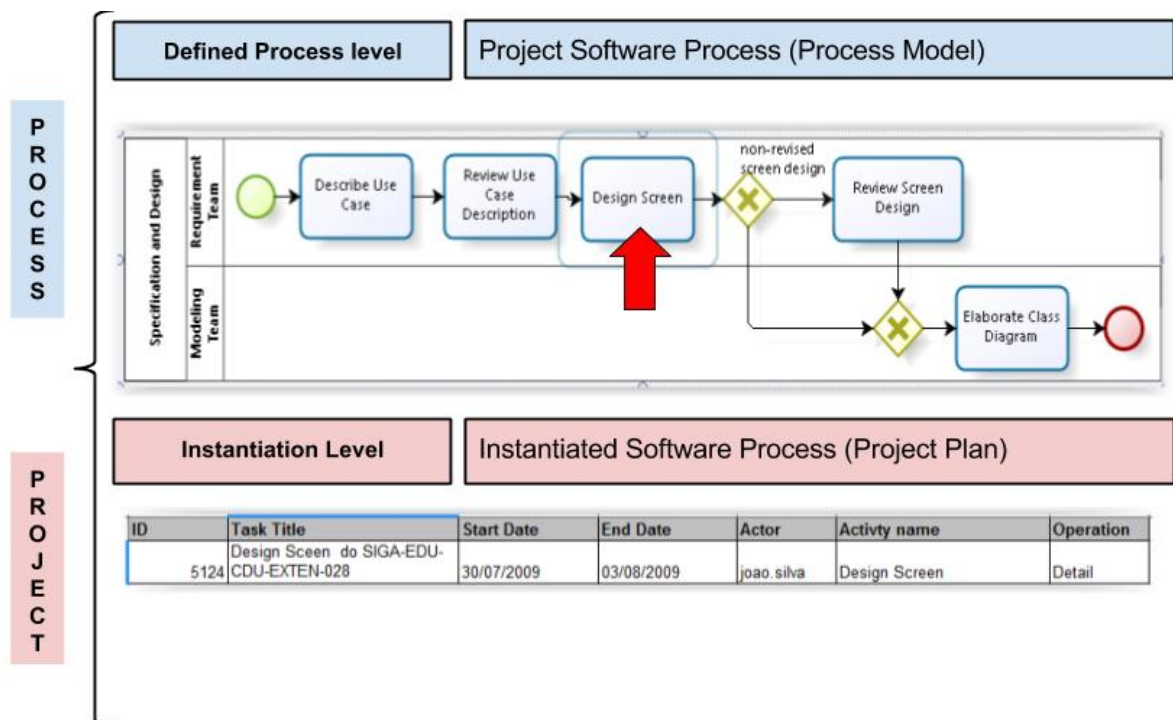 Defined Process level
Project Software Process (Process Model)
P
R
O
C
E
S
S
Specification and Design
Requirement
Team
Modeling
Team
Describe Use
Case
Review Use
Case
Description
Design Screen
non-revised
screen design
Review Screen
Design
Elaborate Class
Diagram
Instantiation Level
Instantiated Software Process (Project Plan)
P
R
O
J
E
C
T
ID Task Title Start Date End Date Actor Activty name Operation
Design Sceen do SIGA-EDU-
5124 CDU-EXTEN-028 30/07/2009 03/08/2009 joao.silva Design Screen Detail